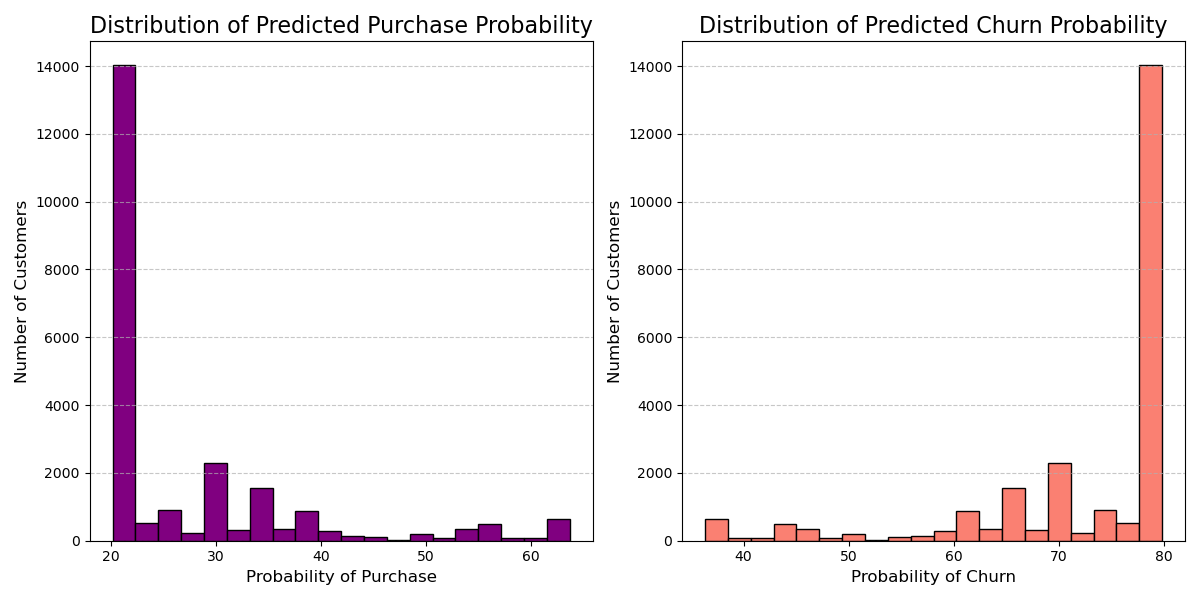 Distribution of Predicted Purchase Probability
Number of Customers
14000
12000
10000
8000
6000
4000
2000
0
20 30 40 50 60
Probability of Purchase
Distribution of Predicted Churn Probability
Number of Customers
14000
12000
10000
8000
6000
4000
2000
0
40 50 60 70 80
Probability of Churn